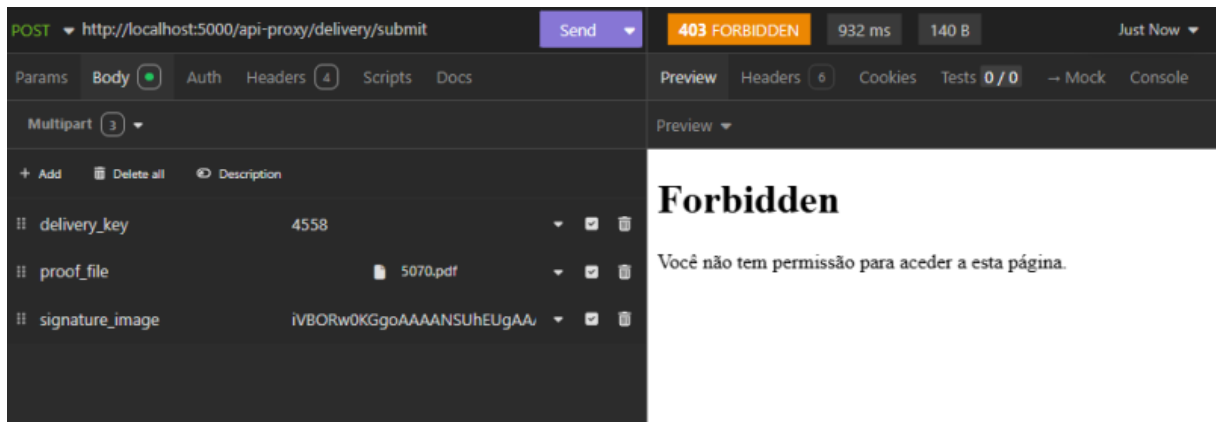 POST http://localhost:5000/api-proxy/delivery/submit Send
403 FORBIDDEN 932 ms 140 B Just Now
Params Body Auth Headers 4 Scripts Docs
Preview Headers 6 Cookies Tests 0 / 0 → Mock Console
Multipart 3
Preview
+ Add Delete all Description
delivery_key 4558
proof_file 5070.pdf
signature_image iVBORw0KGgoAAAANSUhEUgAA
Forbidden
Você não tem permissão para aceder a esta página.